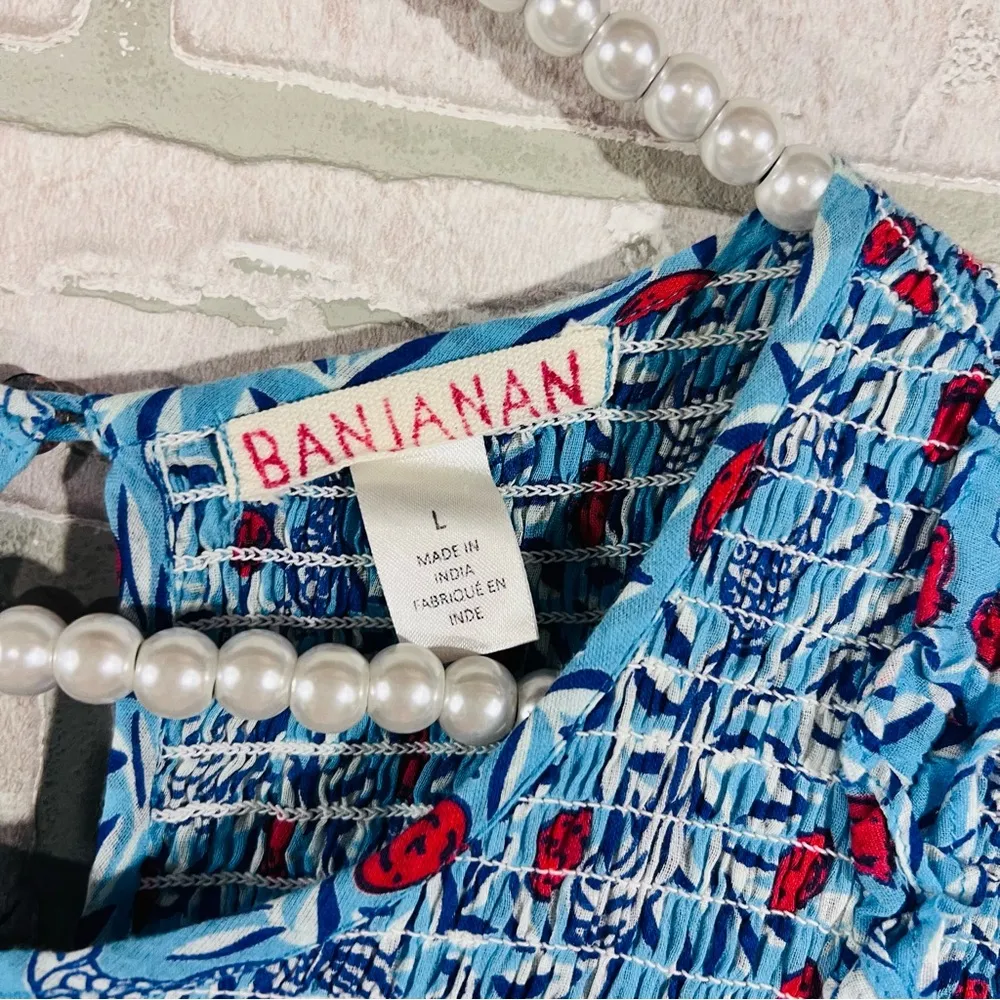 BANJANAN
L
MADE IN
INDIA
FABRIQUÉ EN
INDE